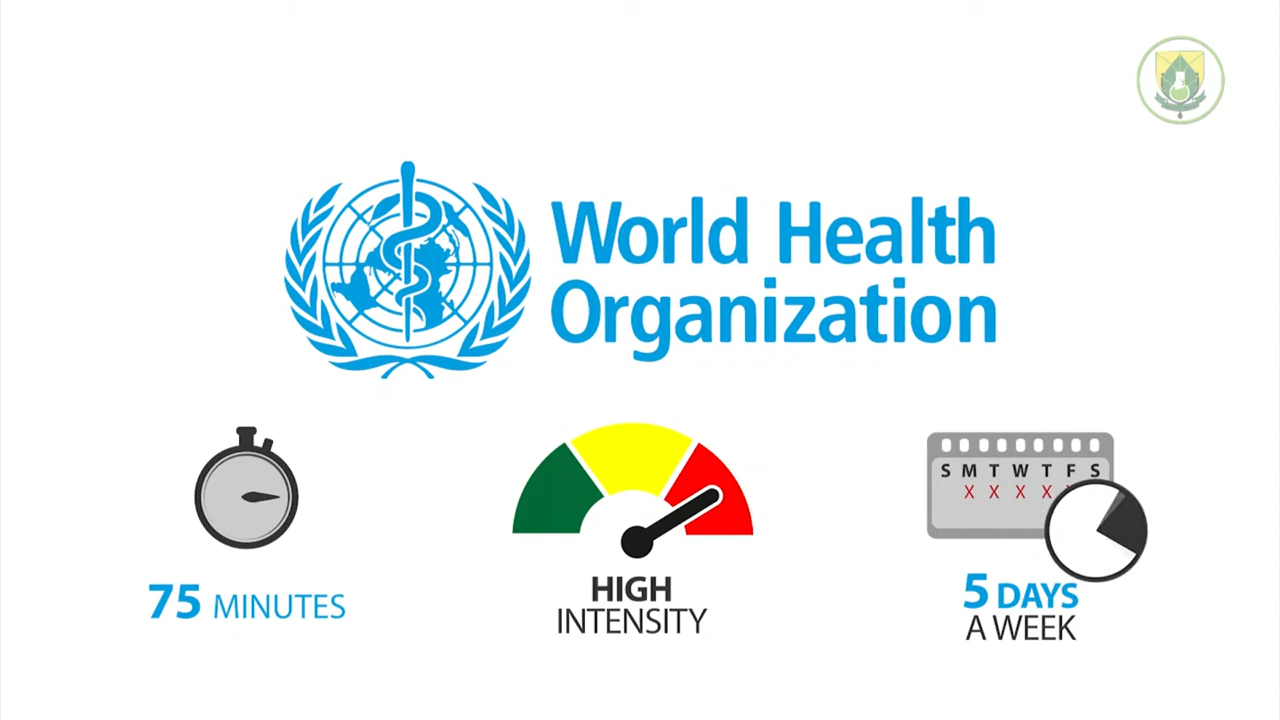 World Health
Organization
75 MINUTES
HIGH
INTENSITY
S M T W T F S
X X X X
5 DAYS
A WEEK